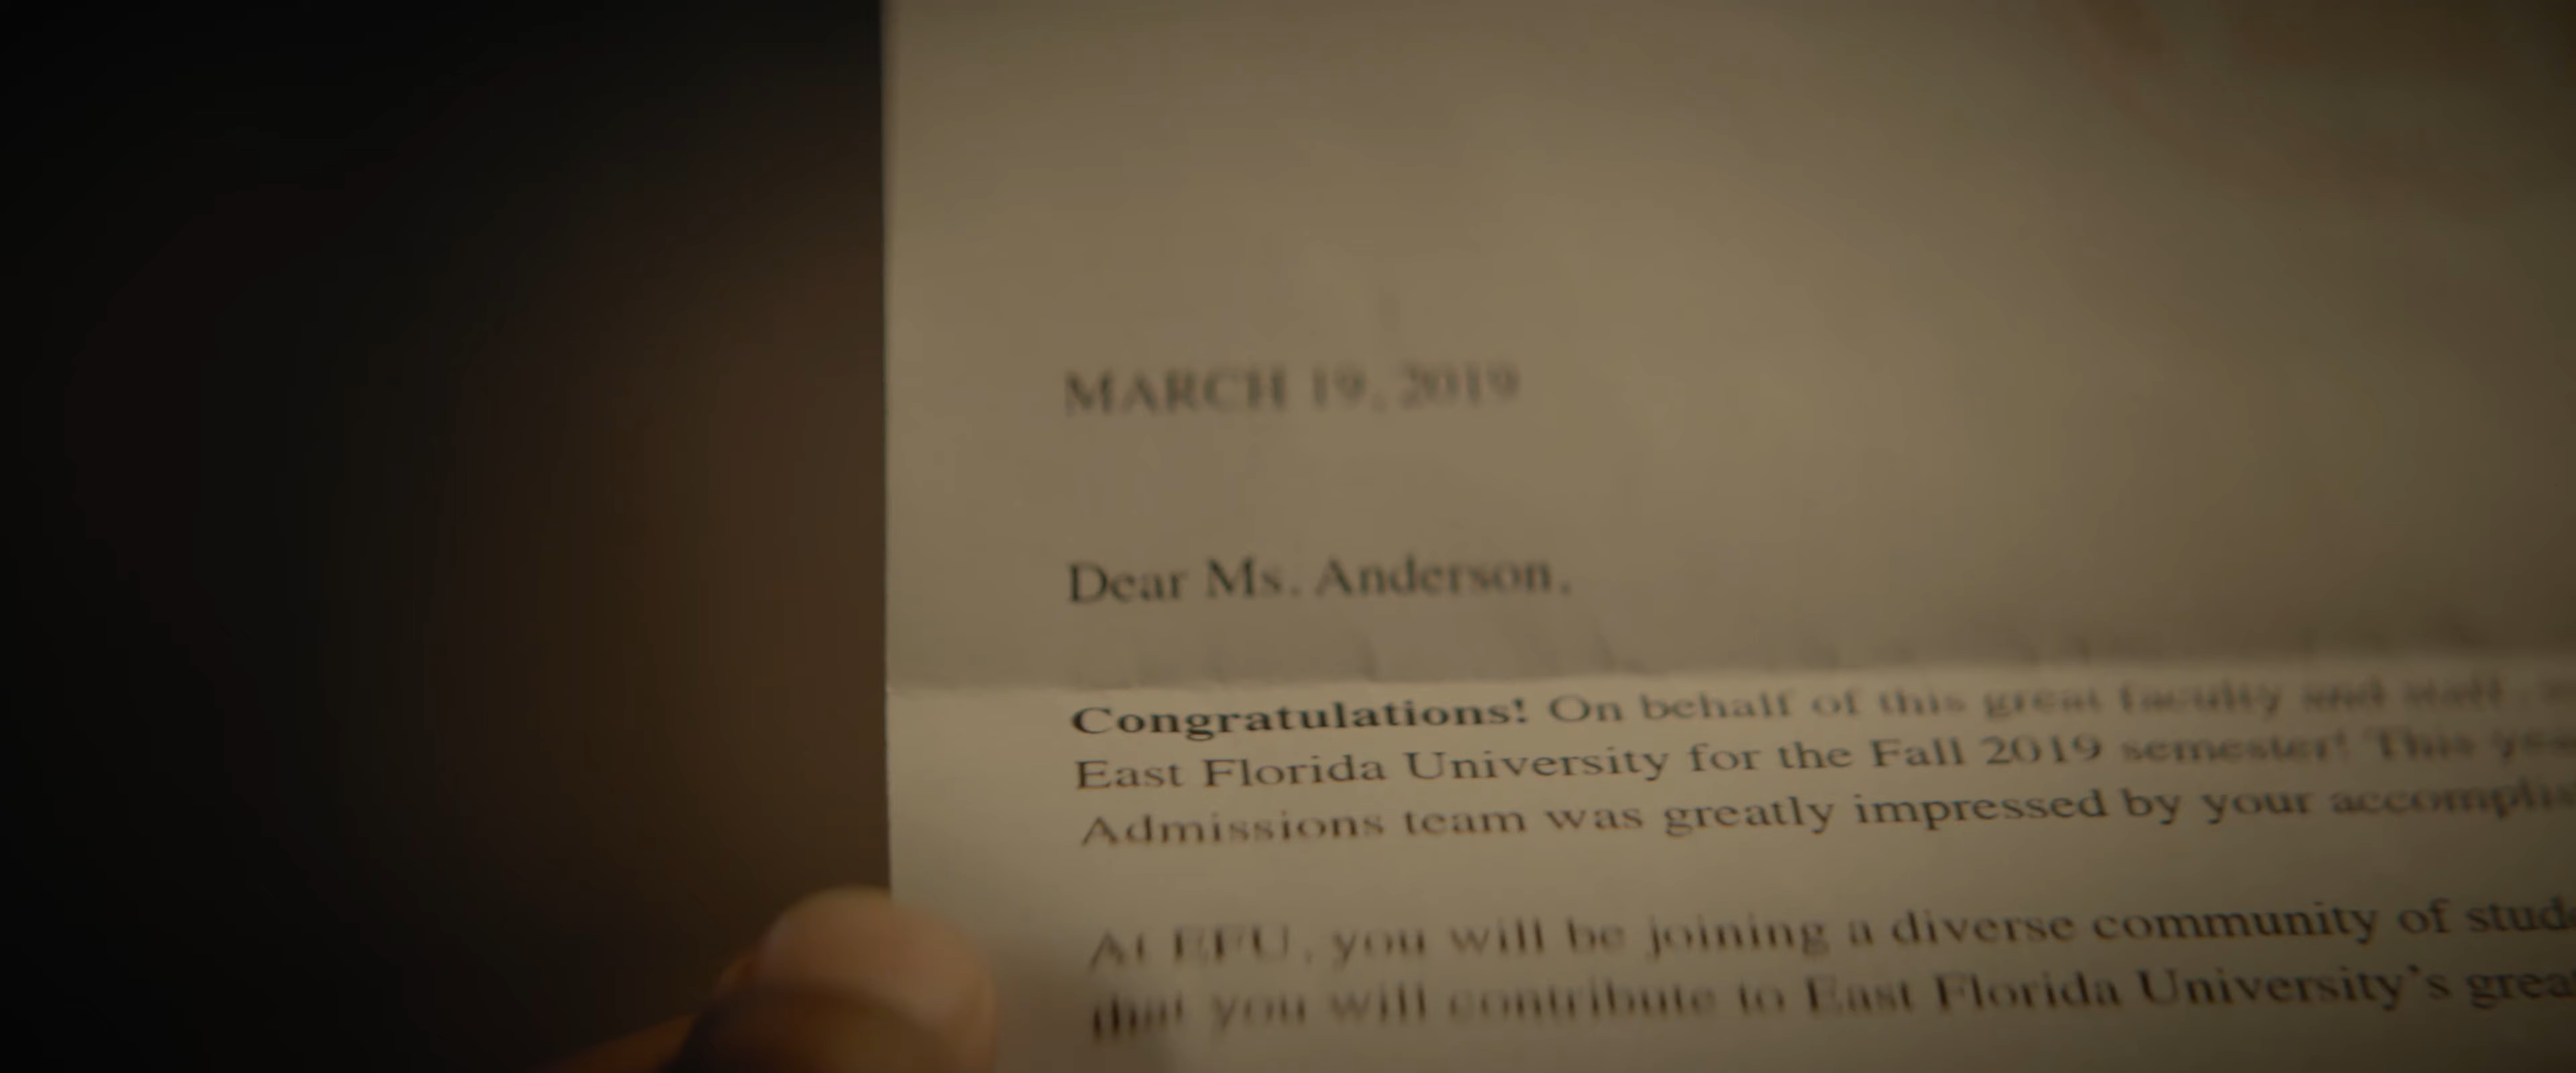 MARCH 19, 2019
Dear Ms. Anderson,
Congratulations! On behalf of this great faculty and staff,
East Florida University for the Fall 2019 semester! This
Admissions team was greatly impressed by your
At EFU, you will be joining a diverse community of
that you will contribute to East Florida University's